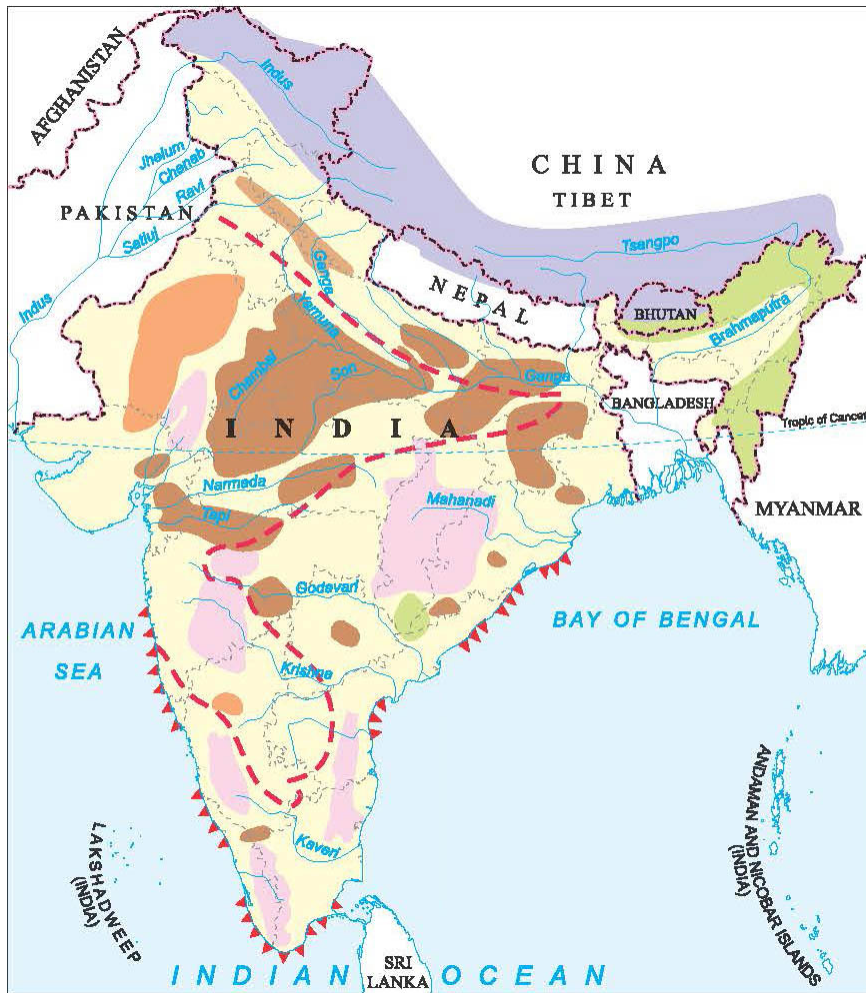 AFGHANISTAN
Indus
Jhelum
Chenab
Ravi
CHINA
TIBET
PAKISTAN
Satluj
Tsangpo
Ganga
NEPAL
Indus
Yamuna
BHUTAN
Brahmaputra
Chambal
Son
Ganga
BANGLADESH
INDIA
Tropic of Cancer
Narmada
Mahanadi
MYANMAR
Tapi
Godavari
ARABIAN
SEA
BAY OF BENGAL
Krishna
ANDAMAN AND NICOBAR ISLANDS
(INDIA)
LAKSHADWEEP
(INDIA)
Kaveri
SRI
LANKA
INDIAN OCEAN